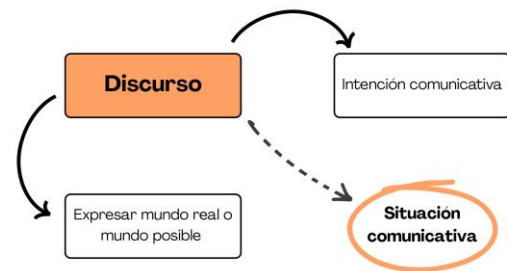 Discurso
Intención comunicativa
Expresar mundo real o
mundo posible
Situación
comunicativa